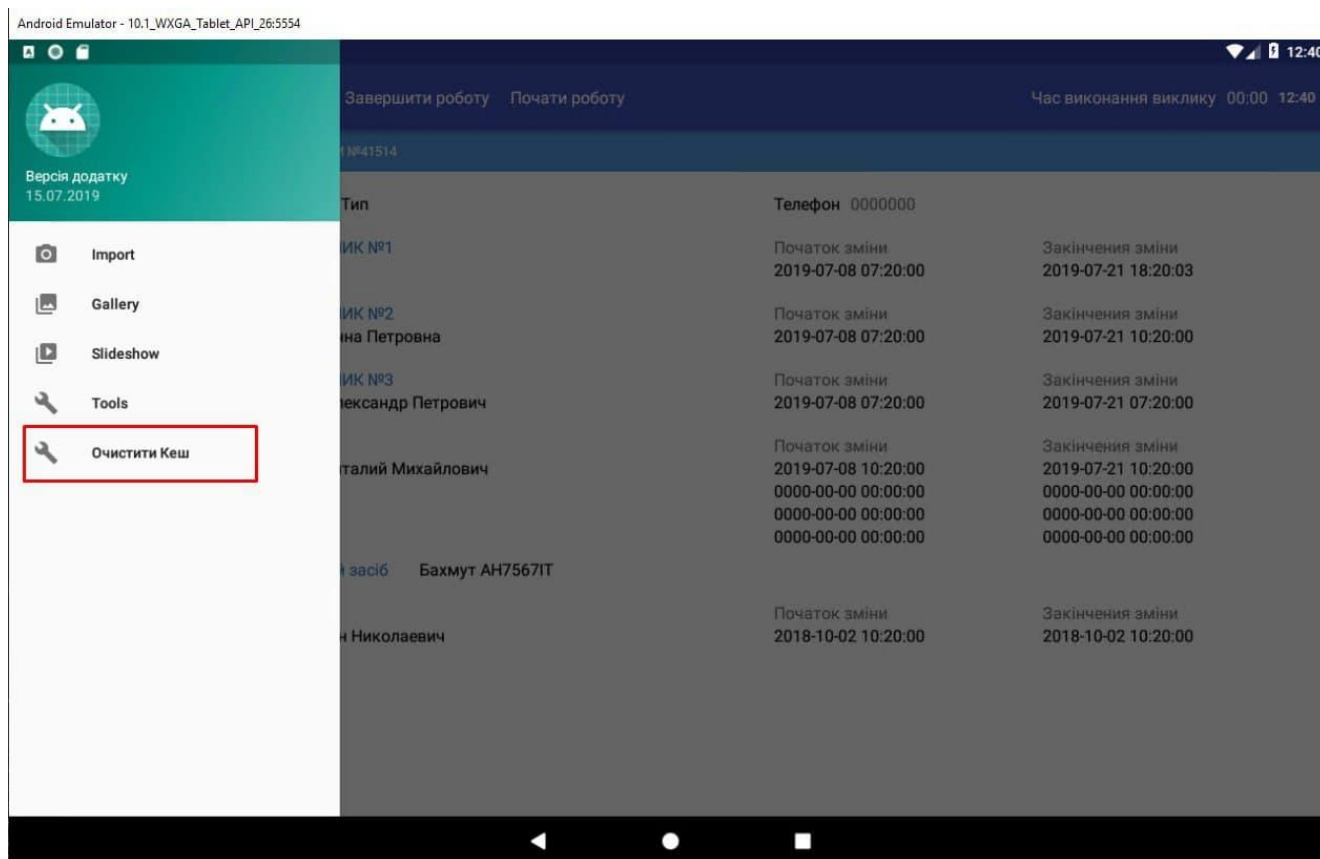 Android Emulator - 10.1_WXGA_Tablet_API_26:5554
12:40
Завершити роботу Почати роботу Час виконання виклику 00:00 12:40
№41514
Версія додатку
15.07.2019
Тип Телефон 0000000
Import
Gallery
Slideshow
Tools
Очистити Кеш
ИК №1 Початок зміни Закінчення зміни
2019-07-08 07:20:00 2019-07-21 18:20:03
ИК №2 Початок зміни Закінчення зміни
нна Петровна 2019-07-08 07:20:00 2019-07-21 10:20:00
ИК №3 Початок зміни Закінчення зміни
лександр Петрович 2019-07-08 07:20:00 2019-07-21 07:20:00
Початок зміни Закінчення зміни
италий Михайлович 2019-07-08 10:20:00 2019-07-21 10:20:00
0000-00-00 00:00:00 0000-00-00 00:00:00
0000-00-00 00:00:00 0000-00-00 00:00:00
0000-00-00 00:00:00 0000-00-00 00:00:00
й засіб Бахмут АН7567ІТ
Початок зміни Закінчення зміни
н Николаевич 2018-10-02 10:20:00 2018-10-02 10:20:00